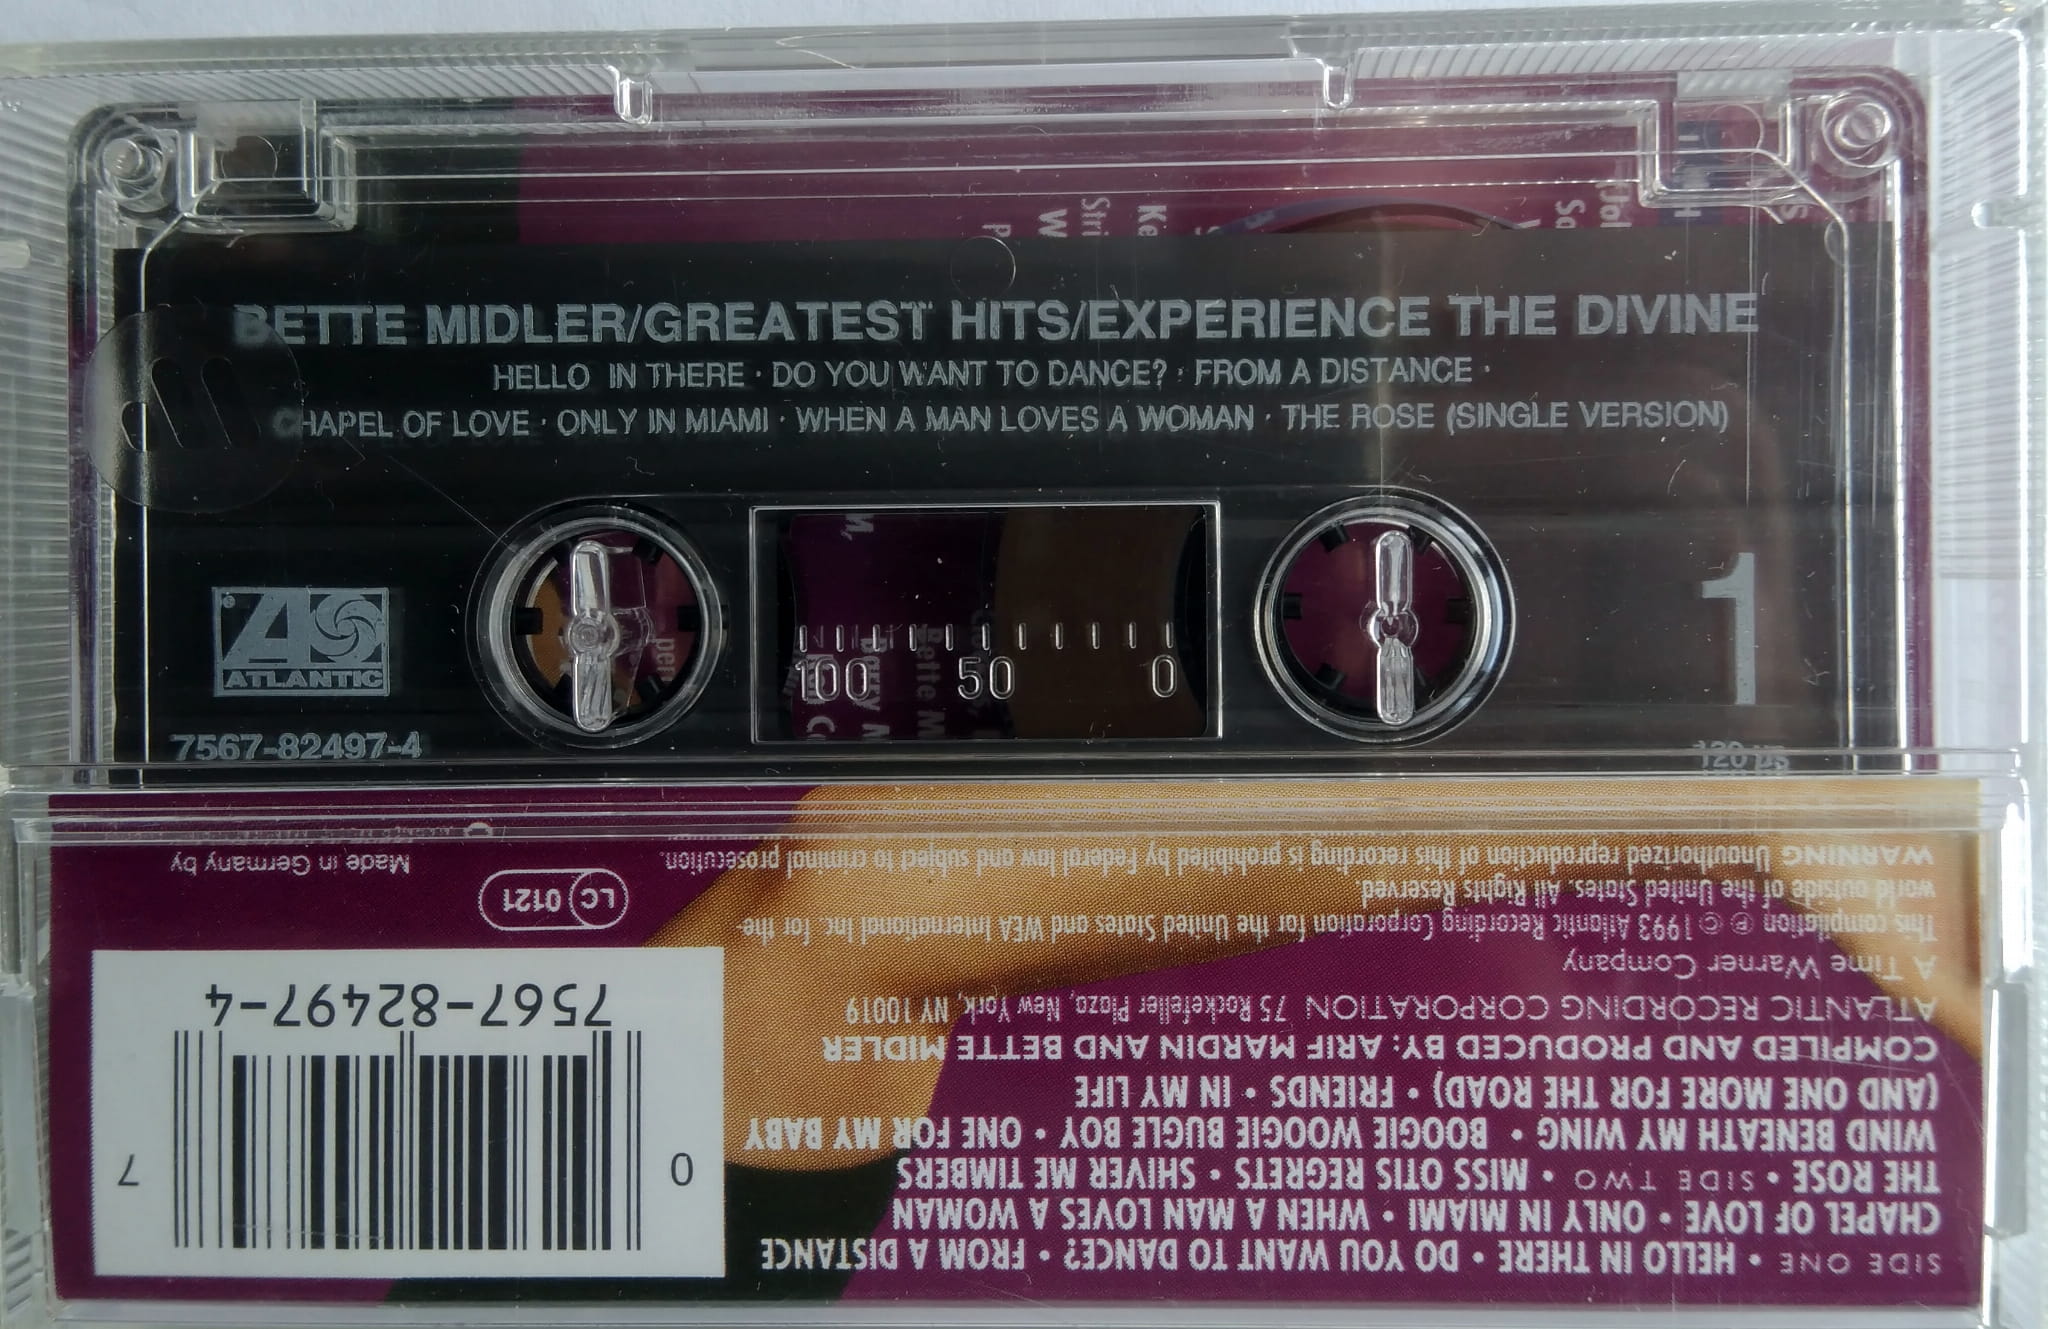 BETTE MIDLER/GREATEST HITS/EXPERIENCE THE DIVINE
HELLO IN THERE · DO YOU WANT TO DANCE? · FROM A DISTANCE ·
CHAPEL OF LOVE · ONLY IN MIAMI · WHEN A MAN LOVES A WOMAN · THE ROSE (SINGLE VERSION)
ATLANTIC
7567-82497-4
100 50 0
1
120 µs
SIDE ONE • HELLO IN THERE • DO YOU WANT TO DANCE? • FROM A DISTANCE
CHAPEL OF LOVE • ONLY IN MIAMI • WHEN A MAN LOVES A WOMAN
THE ROSE • SIDE TWO • MISS OTIS REGRETS • SHIVER ME TIMBERS
WIND BENEATH MY WING • BOOGIE WOOGIE BUGLE BOY • ONE FOR MY BABY
(AND ONE MORE FOR THE ROAD) • FRIENDS • IN MY LIFE
COMPILED AND PRODUCED BY: ARIF MARDIN AND BETTE MIDLER
ATLANTIC RECORDING CORPORATION 75 Rockefeller Plaza, New York, NY 10019
A Time Warner Company
This compilation ℗ © 1993 Atlantic Recording Corporation for the United States and WEA International Inc. for the
world outside of the United States. All Rights Reserved.
WARNING Unauthorized reproduction of this recording is prohibited by Federal law and subject to criminal prosecution.
0 7
7567-82497-4
LC 0121
Made in Germany by